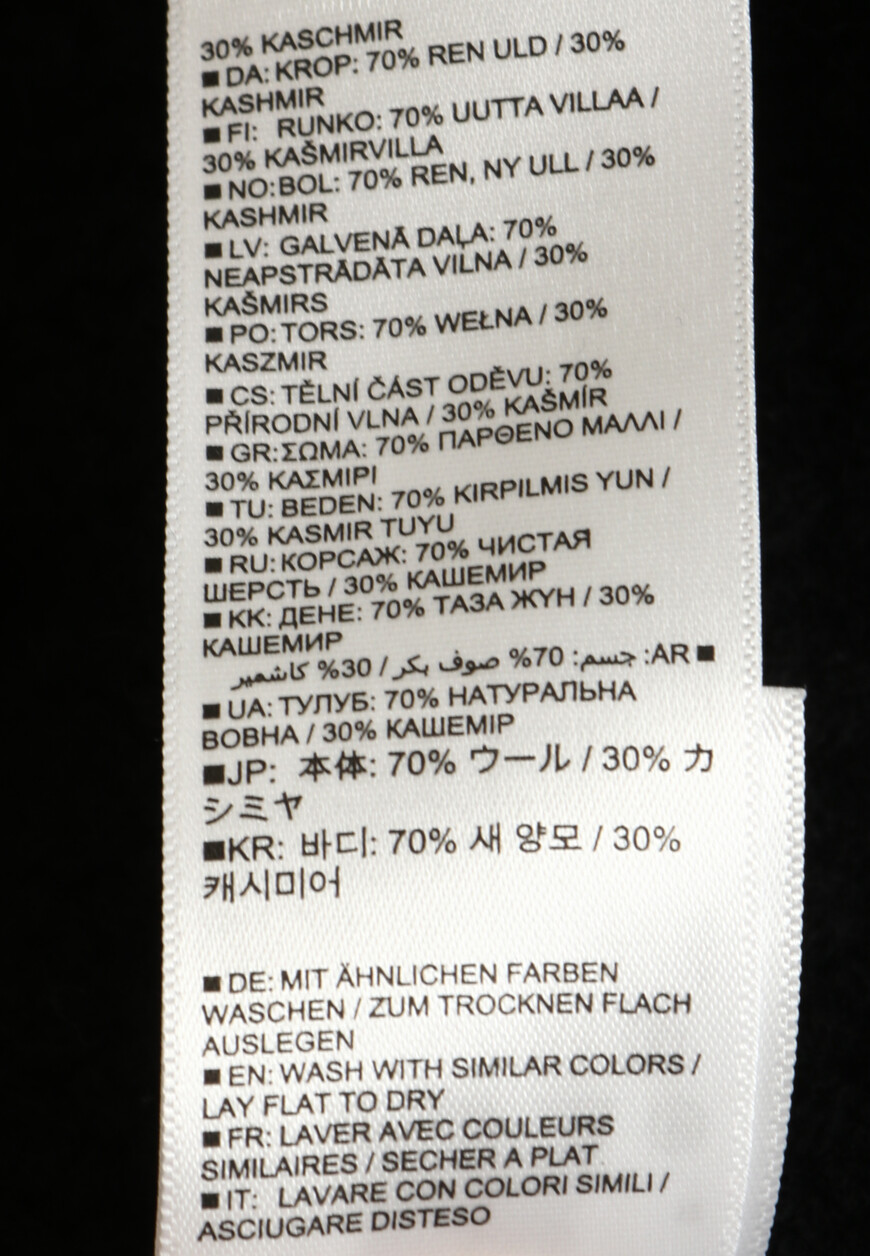 30% KASCHMIR
■ DA: KROP: 70% REN ULD / 30%
KASHMIR
■ FI: RUNKO: 70% UUTTA VILLAA /
30% KAŠMIRVILLA
■ NO: BOL: 70% REN, NY ULL / 30%
KASHMIR
■ LV: GALVENĀ DAĻA: 70%
NEAPSTRĀDĀTA VILNA / 30%
KAŠMIRS
■ PO: TORS: 70% WEŁNA / 30%
KASZMIR
■ CS: TĚLNÍ ČÁST ODĚVU: 70%
PŘÍRODNÍ VLNA / 30% KAŠMÍR
■ GR: ΣΩΜΑ: 70% ΠΑΡΘΕΝΟ ΜΑΛΛΙ /
30% ΚΑΣΜΙΡΙ
■ TU: BEDEN: 70% KIRPILMIS YUN /
30% KASMIR TUYU
■ RU: КОРСАЖ: 70% ЧИСТАЯ
ШЕРСТЬ / 30% КАШЕМИР
■ KK: ДЕНЕ: 70% ТАЗА ЖҮН / 30%
КАШЕМИР
■ AR: جسم: 70% صوف بكر / 30% كاشمير
■ UA: ТУЛУБ: 70% НАТУРАЛЬНА
ВОВНА / 30% КАШЕМІР
■JP: 本体: 70% ウール / 30% カ
シミヤ
■KR: 바디: 70% 새 양모 / 30%
캐시미어
■ DE: MIT ÄHNLICHEN FARBEN
WASCHEN / ZUM TROCKNEN FLACH
AUSLEGEN
■ EN: WASH WITH SIMILAR COLORS /
LAY FLAT TO DRY
■ FR: LAVER AVEC COULEURS
SIMILAIRES / SECHER A PLAT
■ IT: LAVARE CON COLORI SIMILI /
ASCIUGARE DISTESO